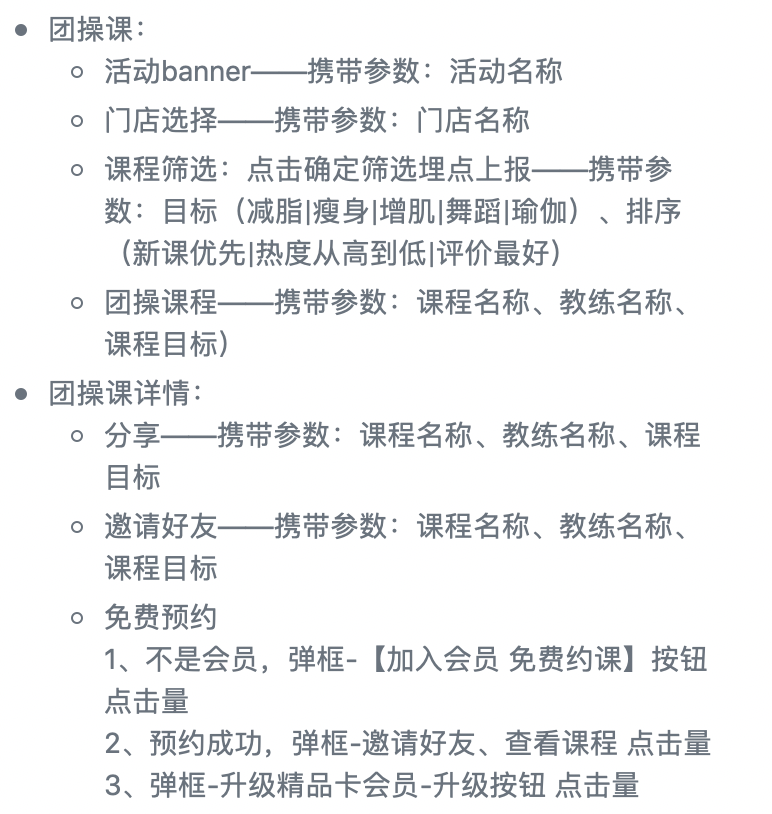 团操课：
活动banner——携带参数：活动名称
门店选择——携带参数：门店名称
课程筛选：点击确定筛选埋点上报——携带参
数：目标（减脂|瘦身|增肌|舞蹈|瑜伽）、排序
（新课优先|热度从高到低|评价最好）
团操课程——携带参数：课程名称、教练名称、
课程目标）
团操课详情：
分享——携带参数：课程名称、教练名称、课程
目标
邀请好友——携带参数：课程名称、教练名称、
课程目标
免费预约
1、不是会员，弹框-【加入会员 免费约课】按钮
点击量
2、预约成功，弹框-邀请好友、查看课程 点击量
3、弹框-升级精品卡会员-升级按钮 点击量